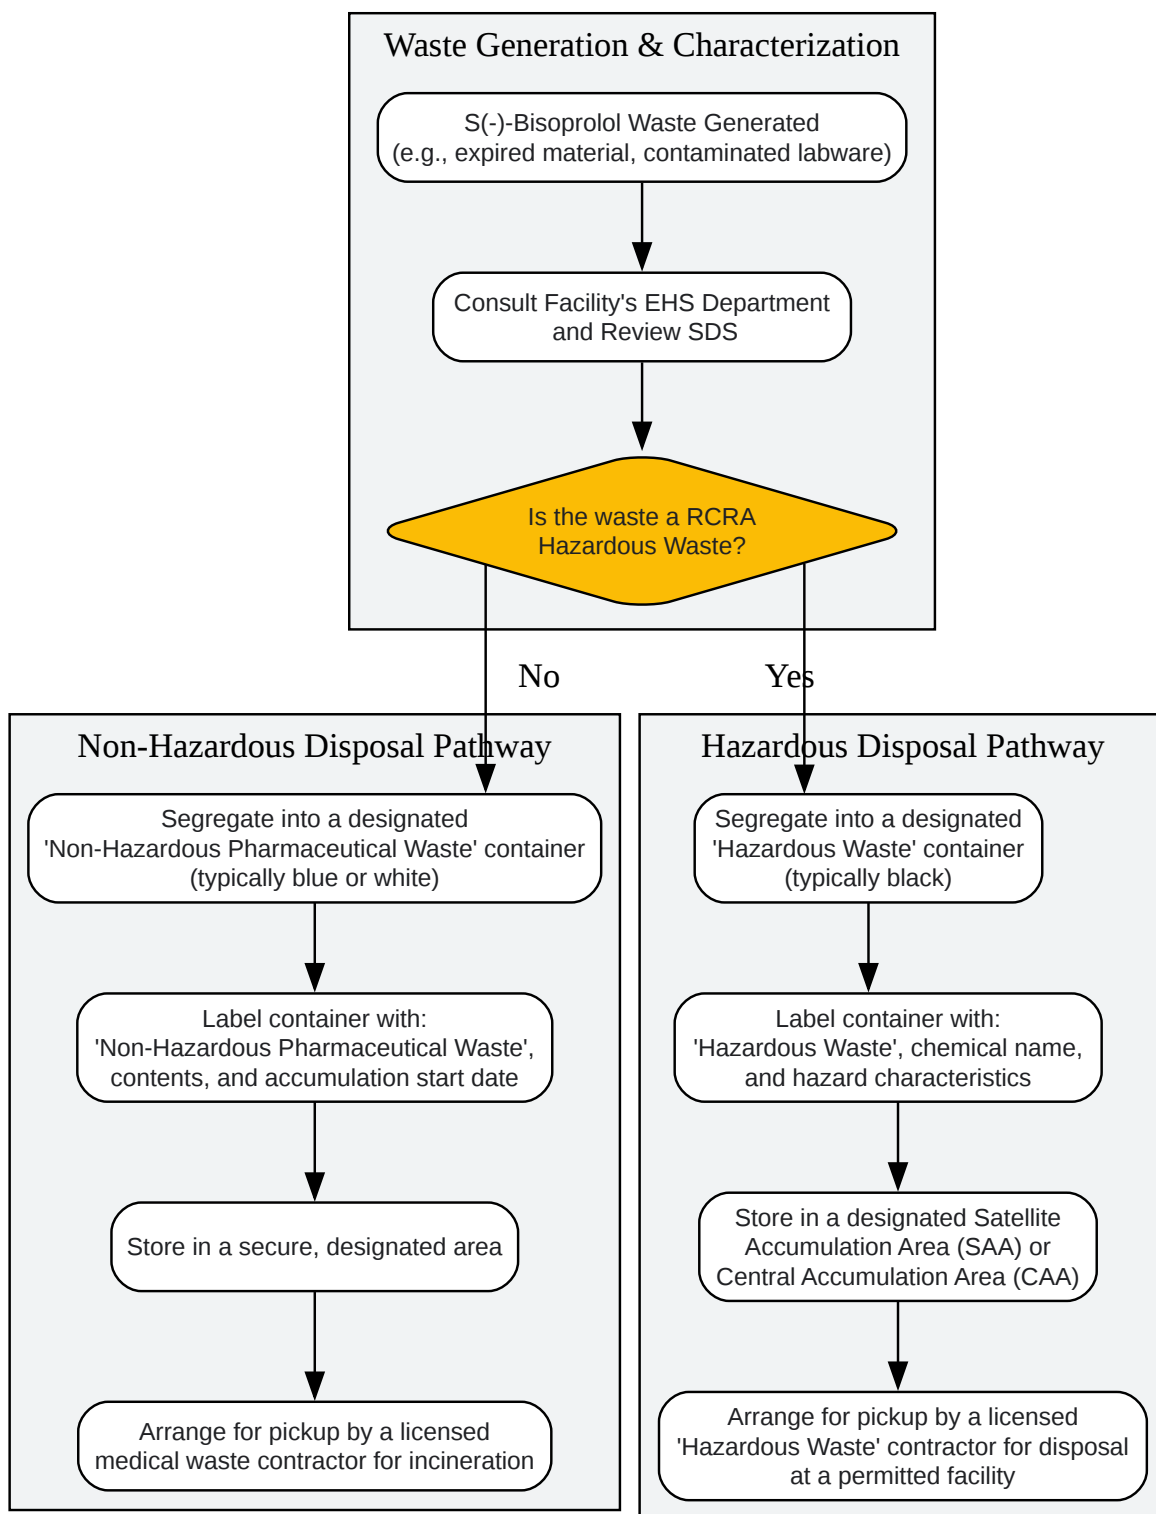 Waste Generation & Characterization
S(-)-Bisoprolol Waste Generated
(e.g., expired material, contaminated labware)
Consult Facility's EHS Department
and Review SDS
Is the waste a RCRA
Hazardous Waste?
No
Yes
Non-Hazardous Disposal Pathway
Segregate into a designated
'Non-Hazardous Pharmaceutical Waste' container
(typically blue or white)
Label container with:
'Non-Hazardous Pharmaceutical Waste',
contents, and accumulation start date
Store in a secure, designated area
Arrange for pickup by a licensed
medical waste contractor for incineration
Hazardous Disposal Pathway
Segregate into a designated
'Hazardous Waste' container
(typically black)
Label container with:
'Hazardous Waste', chemical name,
and hazard characteristics
Store in a designated Satellite
Accumulation Area (SAA) or
Central Accumulation Area (CAA)
Arrange for pickup by a licensed
'Hazardous Waste' contractor for disposal
at a permitted facility